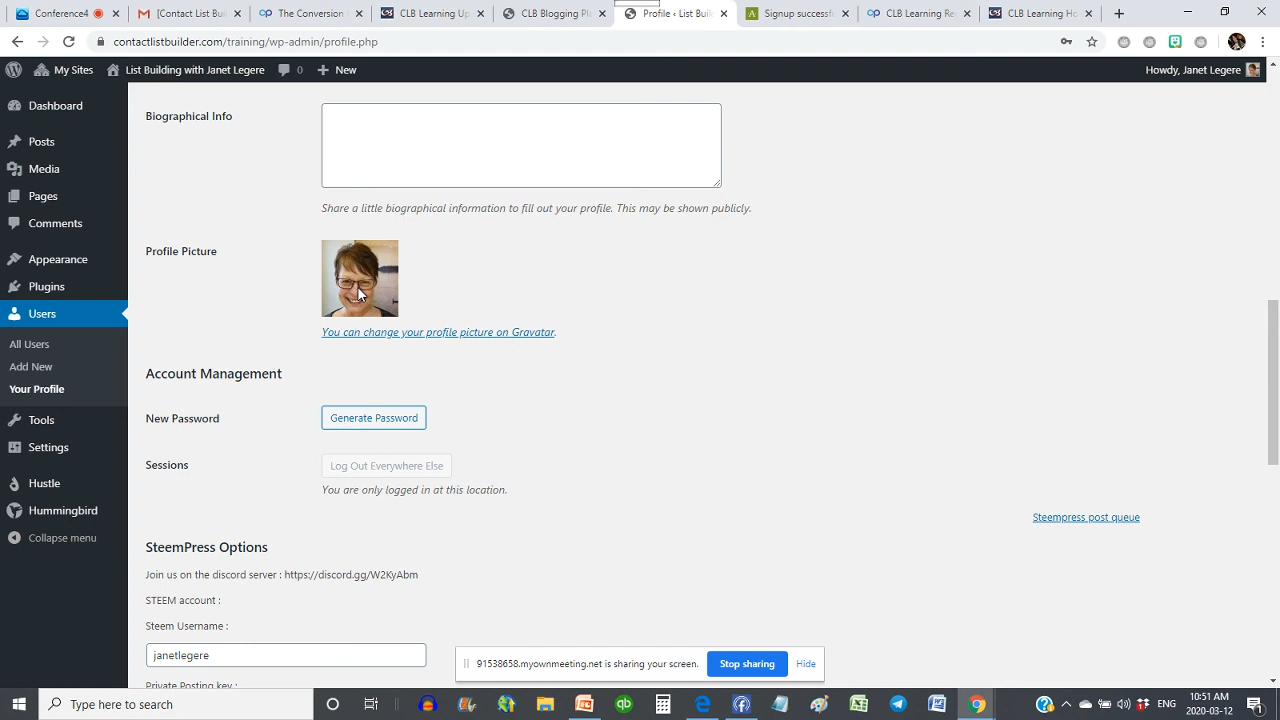 Conference4
[Contact List Bui
The Conversion
CLB Learning Up
CLB Blogging Pla
Profile ‹ List Buil
Signup successfu
CLB Learning Re
CLB Learning Ho
contactlistbuilder.com/training/wp-admin/profile.php
My Sites
List Building with Janet Legere
0
New
Howdy, Janet Legere
Dashboard
Posts
Media
Pages
Comments
Appearance
Plugins
Users
All Users
Add New
Your Profile
Tools
Settings
Hustle
Hummingbird
Collapse menu
Biographical Info
Share a little biographical information to fill out your profile. This may be shown publicly.
Profile Picture
You can change your profile picture on Gravatar.
Account Management
New Password
Generate Password
Sessions
Log Out Everywhere Else
You are only logged in at this location.
Steempress post queue
SteemPress Options
Join us on the discord server : https://discord.gg/W2KyAbm
STEEM account :
Steem Username :
janetlegere
Private Posting key :
91538658.myownmeeting.net is sharing your screen.
Stop sharing
Hide
Type here to search
ENG
10:51 AM
2020-03-12